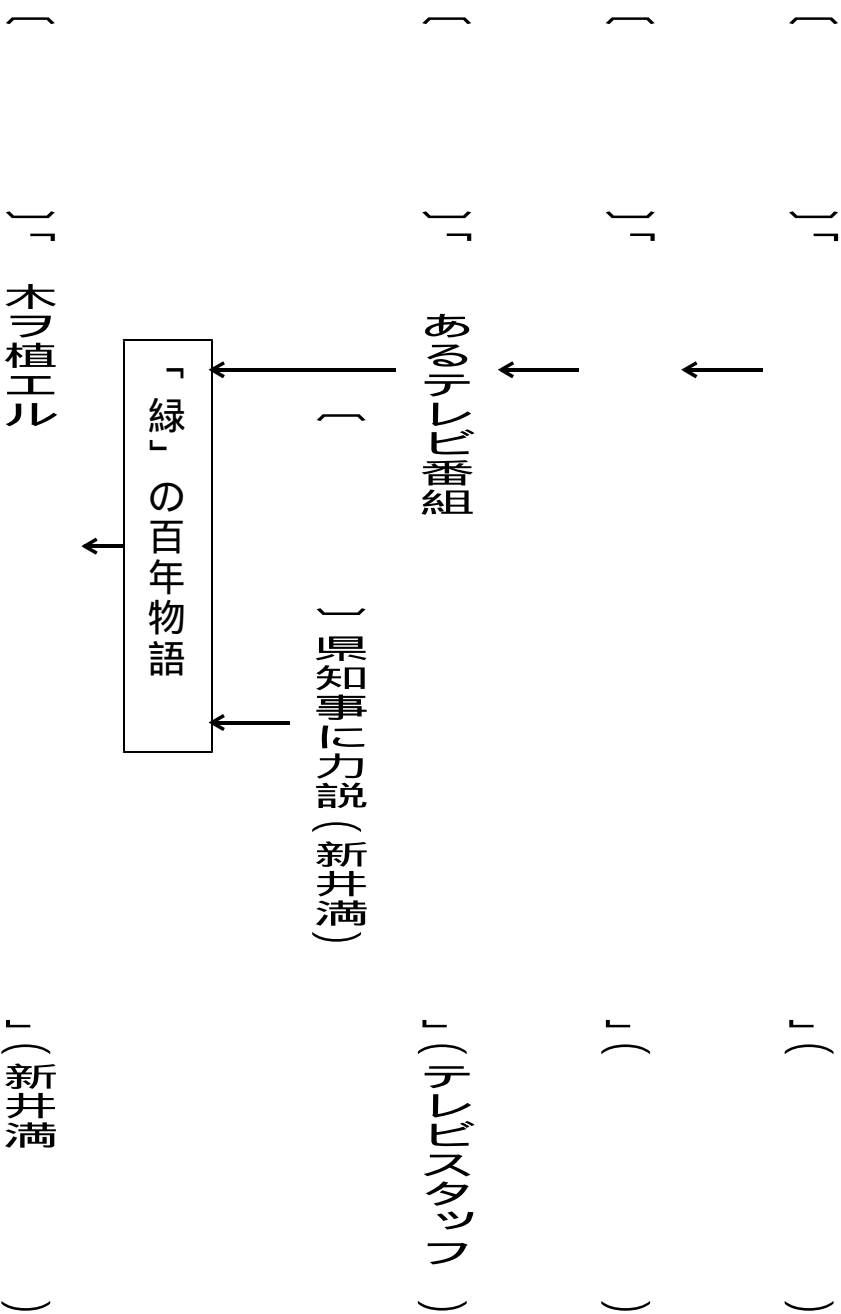 〔　　　〕「　　　」(　　　)
〔　　　〕「　　　」(　　　)
〔　　　〕「あるテレビ番組　　　」(テレビスタッフ)
〔　　　〕県知事に力説(新井満)
「緑」の百年物語
〔　　　〕「木ヲ植エル　　　」(新井満　　　)